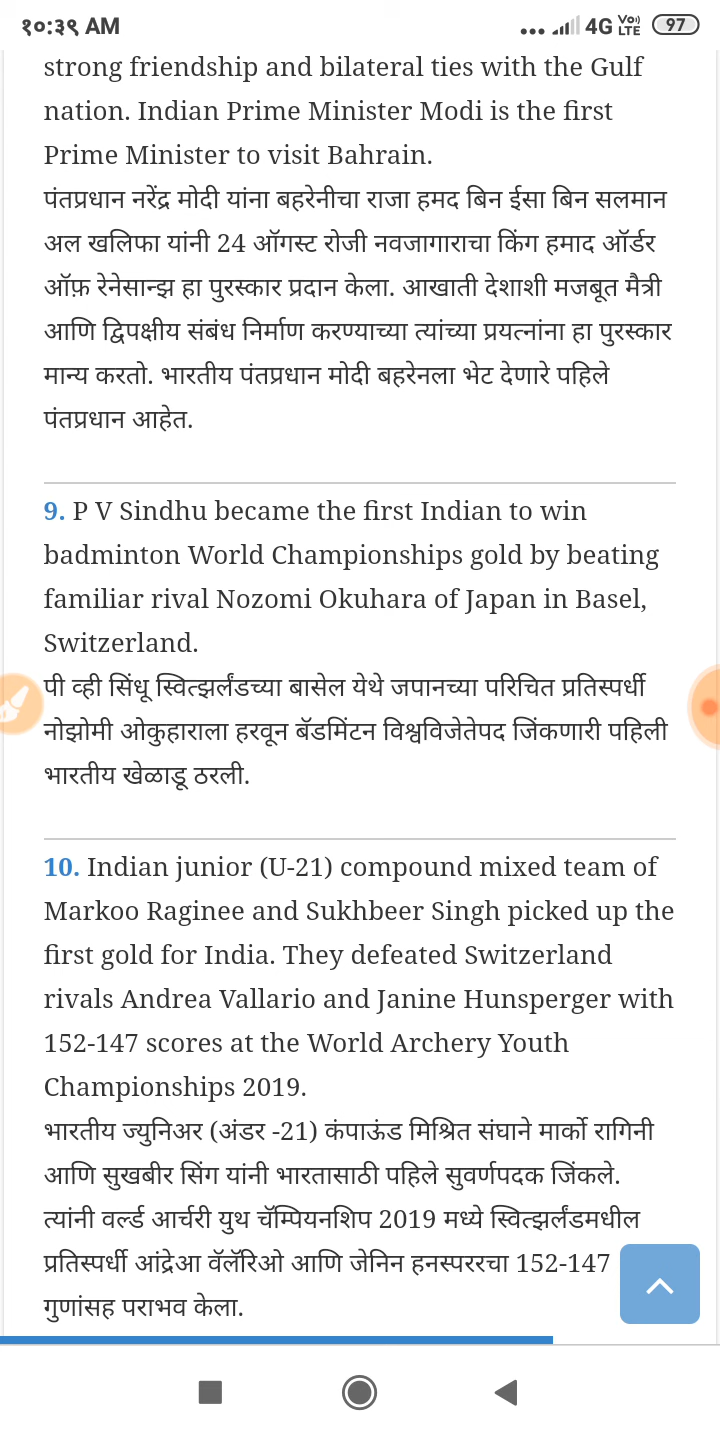 १०:३९ AM
4G VoLTE 97
strong friendship and bilateral ties with the Gulf
nation. Indian Prime Minister Modi is the first
Prime Minister to visit Bahrain.
पंतप्रधान नरेंद्र मोदी यांना बहरेनीचा राजा हमद बिन ईसा बिन सलमान
अल खलिफा यांनी 24 ऑगस्ट रोजी नवजागाराचा किंग हमाद ऑर्डर
ऑफ़ रेनेसान्झ हा पुरस्कार प्रदान केला. आखाती देशाशी मजबूत मैत्री
आणि द्विपक्षीय संबंध निर्माण करण्याच्या त्यांच्या प्रयत्नांना हा पुरस्कार
मान्य करतो. भारतीय पंतप्रधान मोदी बहरेनला भेट देणारे पहिले
पंतप्रधान आहेत.
9. P V Sindhu became the first Indian to win
badminton World Championships gold by beating
familiar rival Nozomi Okuhara of Japan in Basel,
Switzerland.
पी व्ही सिंधू स्वित्झर्लंडच्या बासेल येथे जपानच्या परिचित प्रतिस्पर्धी
नोझोमी ओकुहाराला हरवून बॅडमिंटन विश्वविजेतेपद जिंकणारी पहिली
भारतीय खेळाडू ठरली.
10. Indian junior (U-21) compound mixed team of
Markoo Raginee and Sukhbeer Singh picked up the
first gold for India. They defeated Switzerland
rivals Andrea Vallario and Janine Hunsperger with
152-147 scores at the World Archery Youth
Championships 2019.
भारतीय ज्युनिअर (अंडर -21) कंपाऊंड मिश्रित संघाने मार्को रागिनी
आणि सुखबीर सिंग यांनी भारतासाठी पहिले सुवर्णपदक जिंकले.
त्यांनी वर्ल्ड आर्चरी युथ चॅम्पियनशिप 2019 मध्ये स्वित्झर्लंडमधील
प्रतिस्पर्धी आंद्रेआ वॅलॅरिओ आणि जेनिन हनस्पररचा 152-147
गुणांसह पराभव केला.